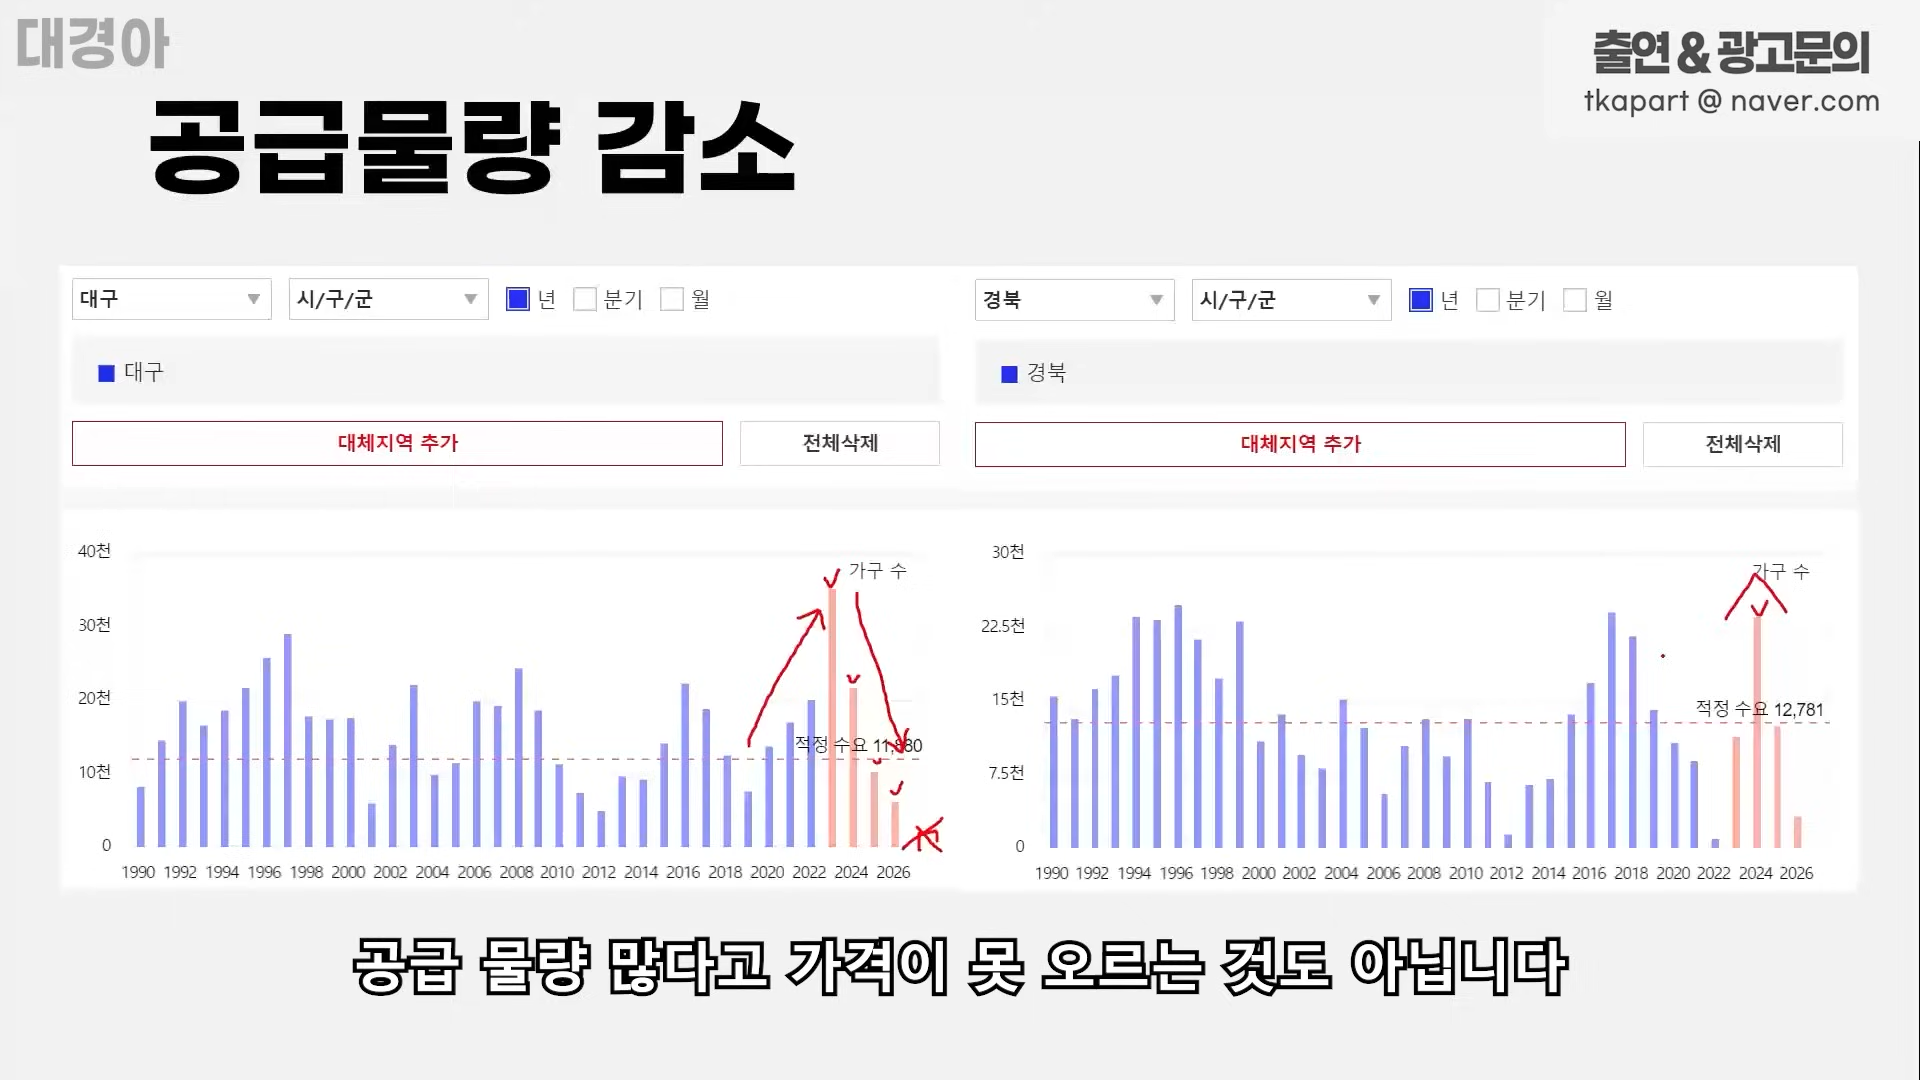 대경아
출연 & 광고문의
tkapart @ naver.com
공급물량 감소
대구
시/구/군
년
분기
월
대구
대체지역 추가
전체삭제
40천
30천
20천
10천
0
가구 수
적정 수요
1990 1992 1994 1996 1998 2000 2002 2004 2006 2008 2010 2012 2014 2016 2018 2020 2022 2024 2026
경북
시/구/군
년
분기
월
경북
대체지역 추가
전체삭제
30천
22.5천
15천
7.5천
0
가구 수
적정 수요 12,781
1990 1992 1994 1996 1998 2000 2002 2004 2006 2008 2010 2012 2014 2016 2018 2020 2022 2024 2026
공급 물량 많다고 가격이 못 오르는 것도 아닙니다